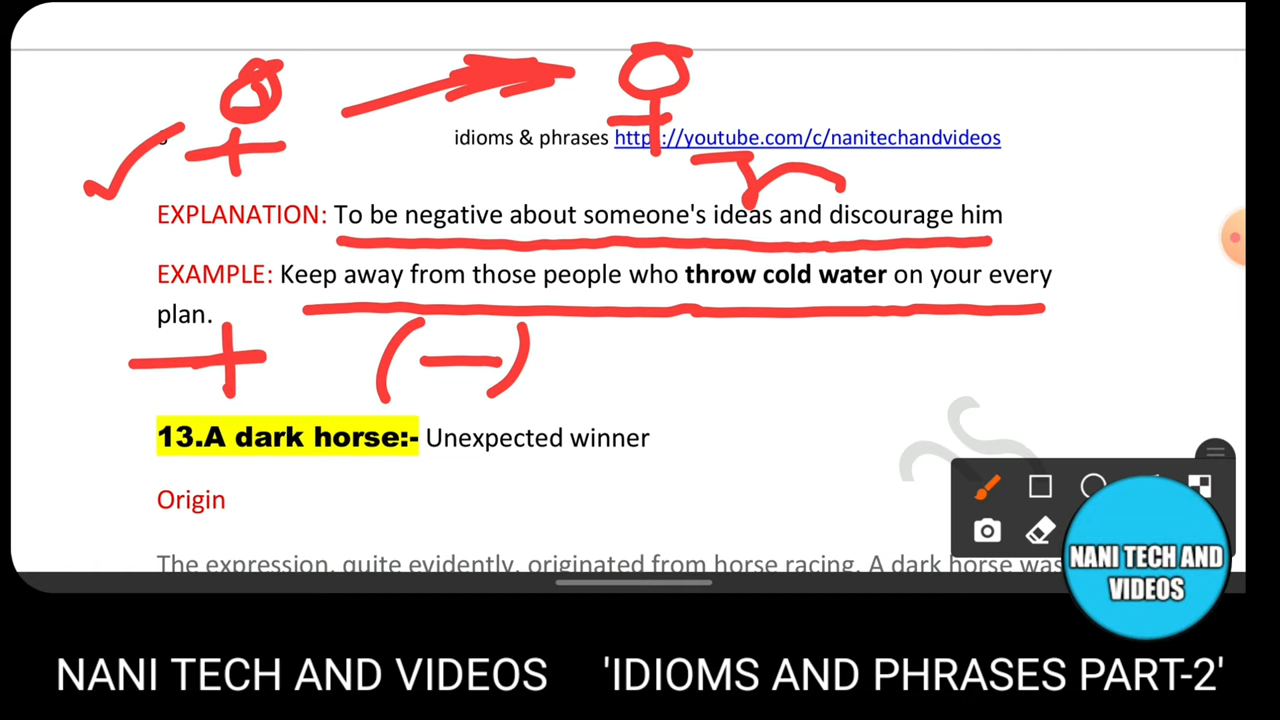 idioms & phrases https://youtube.com/c/nanitechandvideos
EXPLANATION: To be negative about someone's ideas and discourage him
EXAMPLE: Keep away from those people who throw cold water on your every
plan.
+ (-)
13.A dark horse:- Unexpected winner
Origin
The expression, quite evidently, originated from horse racing. A dark horse was
NANI TECH AND
VIDEOS
NANI TECH AND VIDEOS 'IDIOMS AND PHRASES PART-2'